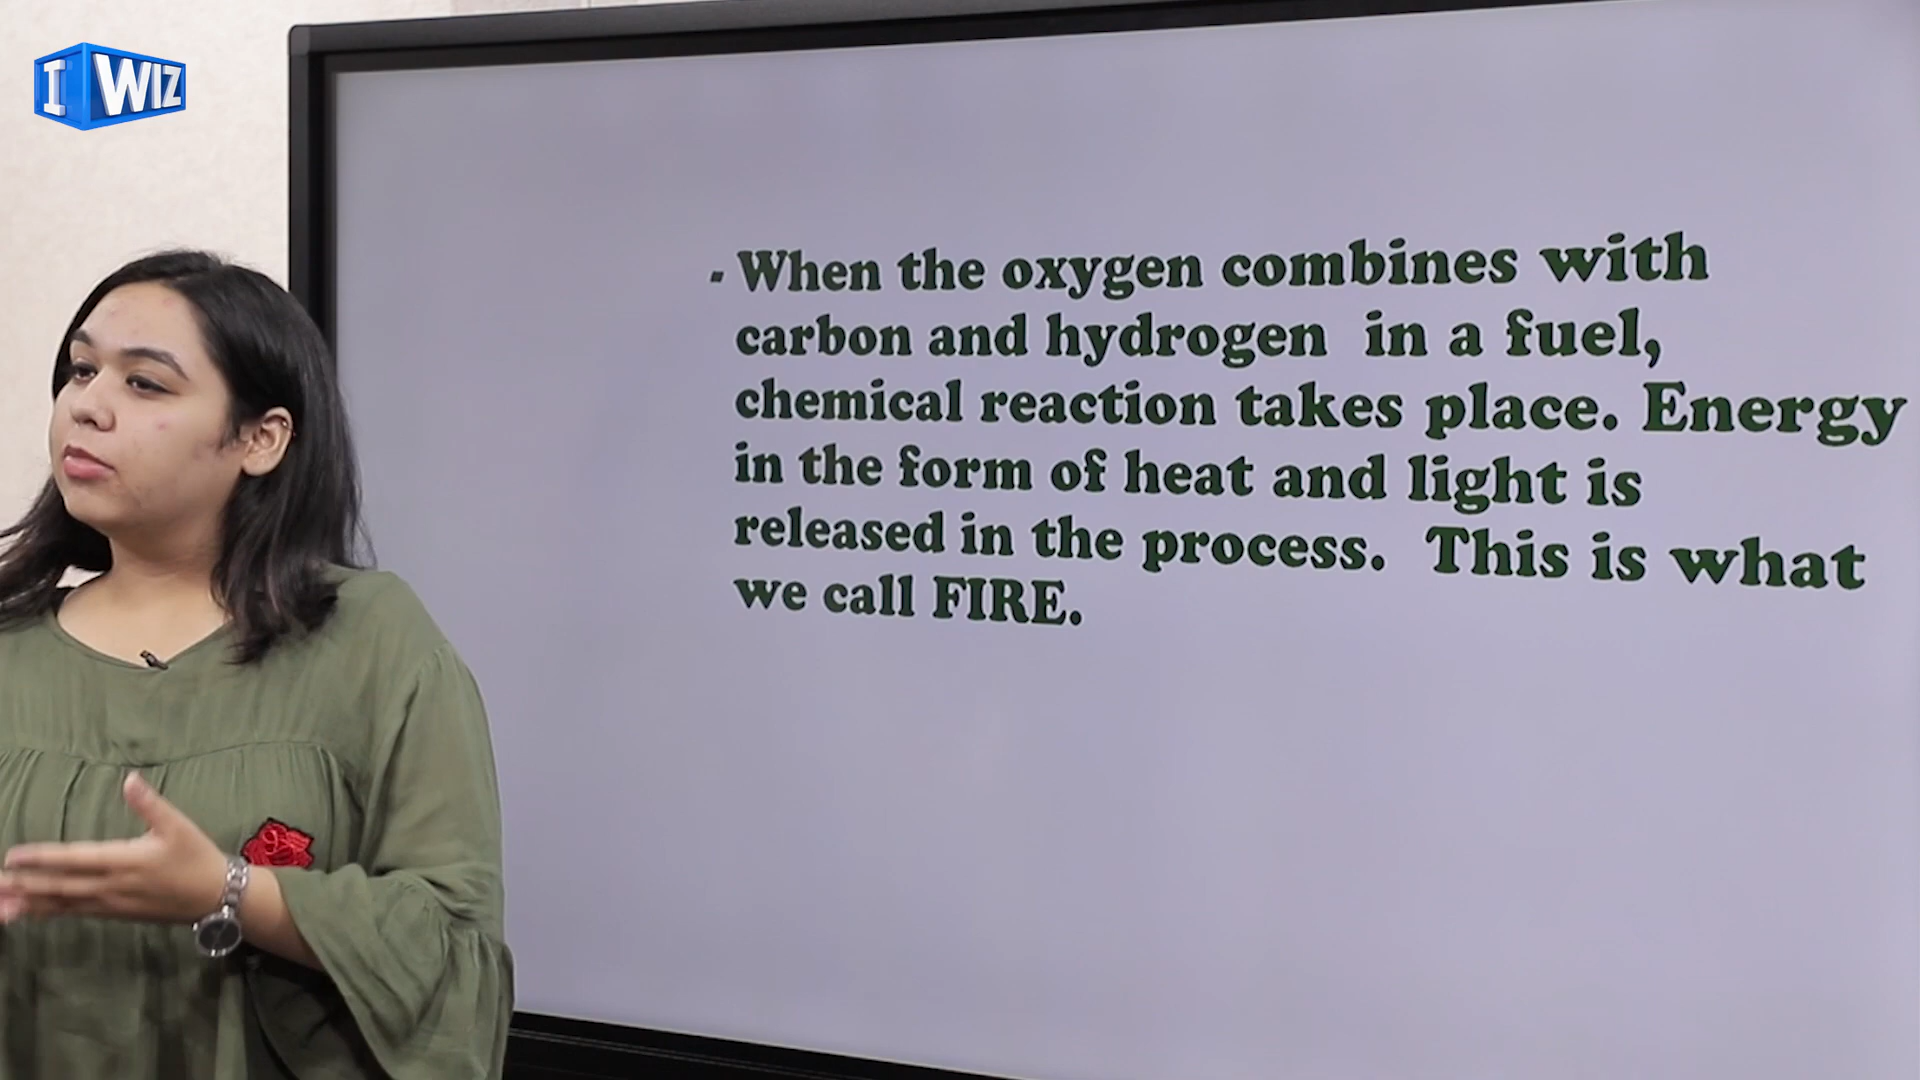 I WIZ
- When the oxygen combines with
carbon and hydrogen in a fuel,
chemical reaction takes place. Energy
in the form of heat and light is
released in the process. This is what
we call FIRE.